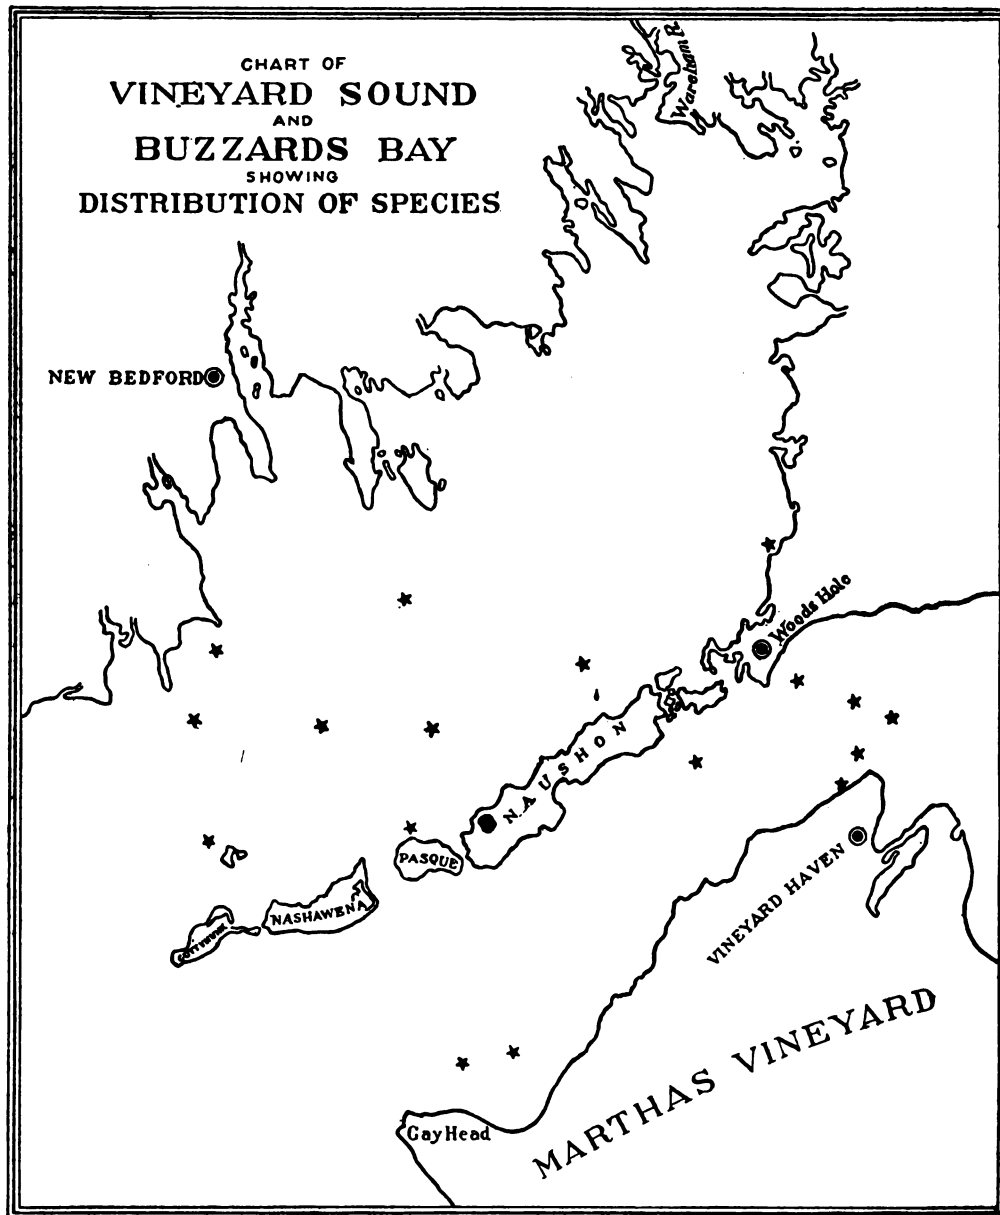 CHART OF
VINEYARD SOUND
AND
BUZZARDS BAY
SHOWING
DISTRIBUTION OF SPECIES
Wareham R.
NEW BEDFORD
Woods Hole
NAUSHON
PASQUE
NASHAWENA
VINEYARD HAVEN
MARTHAS VINEYARD
Gay Head